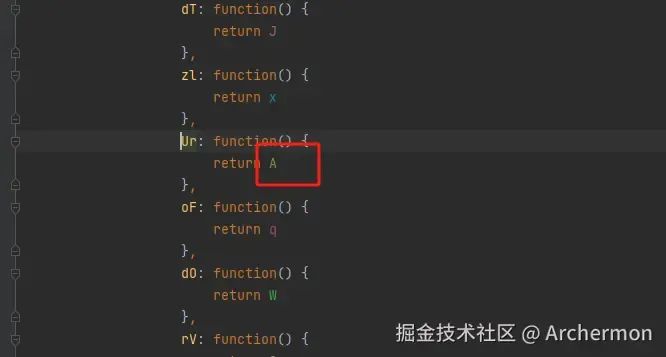 dT: function() {
return J
},
zl: function() {
return x
},
Ur: function() {
return A
},
oF: function() {
return q
},
dO: function() {
return W
},
rV: function() {
掘金技术社区 @ Archermon